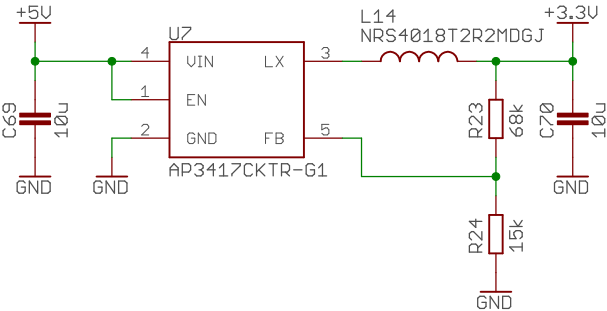 +5V
U7
L14
NRS4018T2R2MDGJ
+3.3V
4
VIN
LX
3
1
EN
C69
10u
R23
68k
C70
10u
2
GND
FB
5
GND
GND
AP3417CKTR-G1
GND
R24
15k
GND